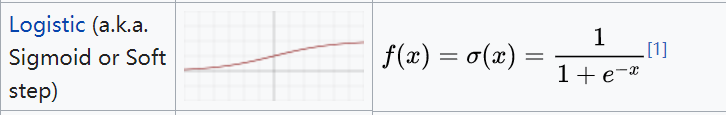 Logistic (a.k.a.
Sigmoid or Soft
step)
f(x) = σ(x) = 1 / (1 + e^{-x}) [1]